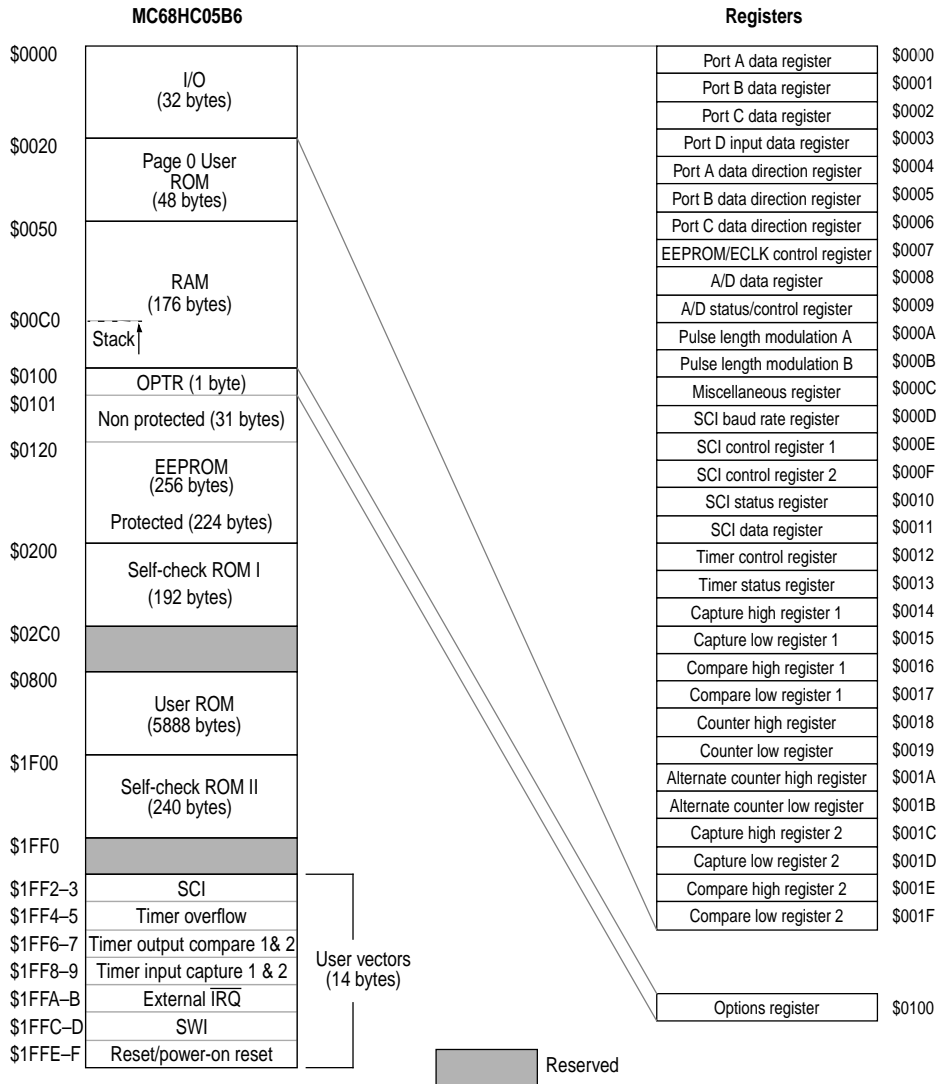 MC68HC05B6
$0000
I/O
(32 bytes)
$0020
Page 0 User
ROM
(48 bytes)
$0050
RAM
(176 bytes)
$00C0
Stack
$0100
OPTR (1 byte)
$0101
Non protected (31 bytes)
$0120
EEPROM
(256 bytes)
Protected (224 bytes)
$0200
Self-check ROM I
(192 bytes)
$02C0
$0800
User ROM
(5888 bytes)
$1F00
Self-check ROM II
(240 bytes)
$1FF0
$1FF2–3 SCI
$1FF4–5 Timer overflow
$1FF6–7 Timer output compare 1& 2
$1FF8–9 Timer input capture 1 & 2
$1FFA–B External IRQ
$1FFC–D SWI
$1FFE–F Reset/power-on reset
User vectors
(14 bytes)
Reserved
Registers
Port A data register $0000
Port B data register $0001
Port C data register $0002
Port D input data register $0003
Port A data direction register $0004
Port B data direction register $0005
Port C data direction register $0006
EEPROM/ECLK control register $0007
A/D data register $0008
A/D status/control register $0009
Pulse length modulation A $000A
Pulse length modulation B $000B
Miscellaneous register $000C
SCI baud rate register $000D
SCI control register 1 $000E
SCI control register 2 $000F
SCI status register $0010
SCI data register $0011
Timer control register $0012
Timer status register $0013
Capture high register 1 $0014
Capture low register 1 $0015
Compare high register 1 $0016
Compare low register 1 $0017
Counter high register $0018
Counter low register $0019
Alternate counter high register $001A
Alternate counter low register $001B
Capture high register 2 $001C
Capture low register 2 $001D
Compare high register 2 $001E
Compare low register 2 $001F
Options register $0100